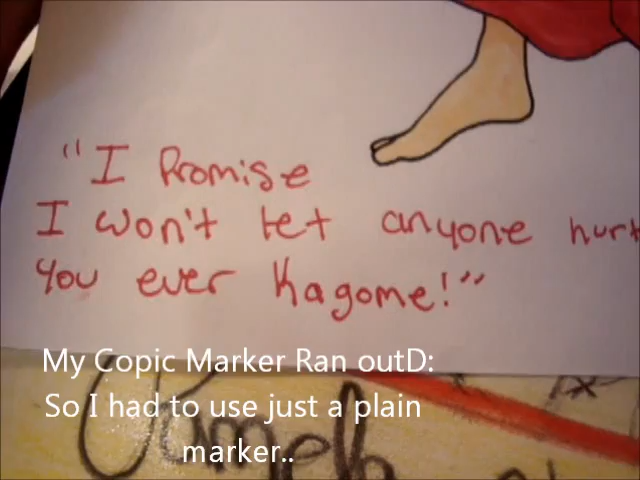 "I Promise
I won't let anyone hurt
you ever Kagome!"
My Copic Marker Ran outD:
So I had to use just a plain
marker..